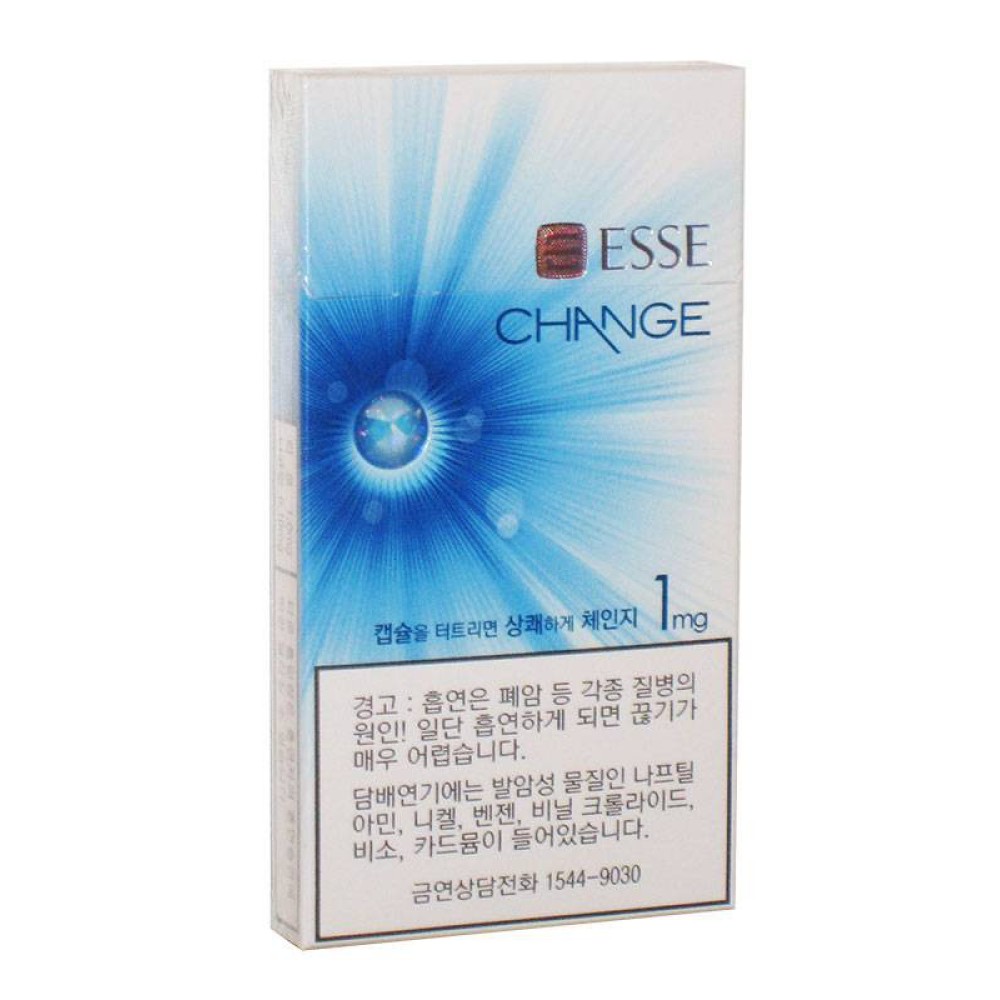 ESSE
CHANGE
캡슐을 터트리면 상쾌하게 체인지 1mg
경고 : 흡연은 폐암 등 각종 질병의
원인! 일단 흡연하게 되면 끊기가
매우 어렵습니다.
담배연기에는 발암성 물질인 나프틸
아민, 니켈, 벤젠, 비닐 크롤라이드,
비소, 카드뮴이 들어있습니다.
금연상담전화 1544-9030